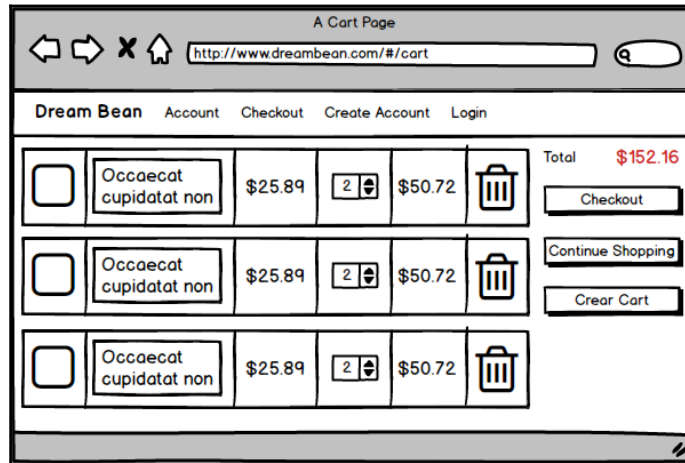 A Cart Page
http://www.dreambean.com/#/cart
Dream Bean Account Checkout Create Account Login
Occaecat cupidatat non $25.89 2 $50.72
Occaecat cupidatat non $25.89 2 $50.72
Occaecat cupidatat non $25.89 2 $50.72
Total $152.16
Checkout
Continue Shopping
Crear Cart